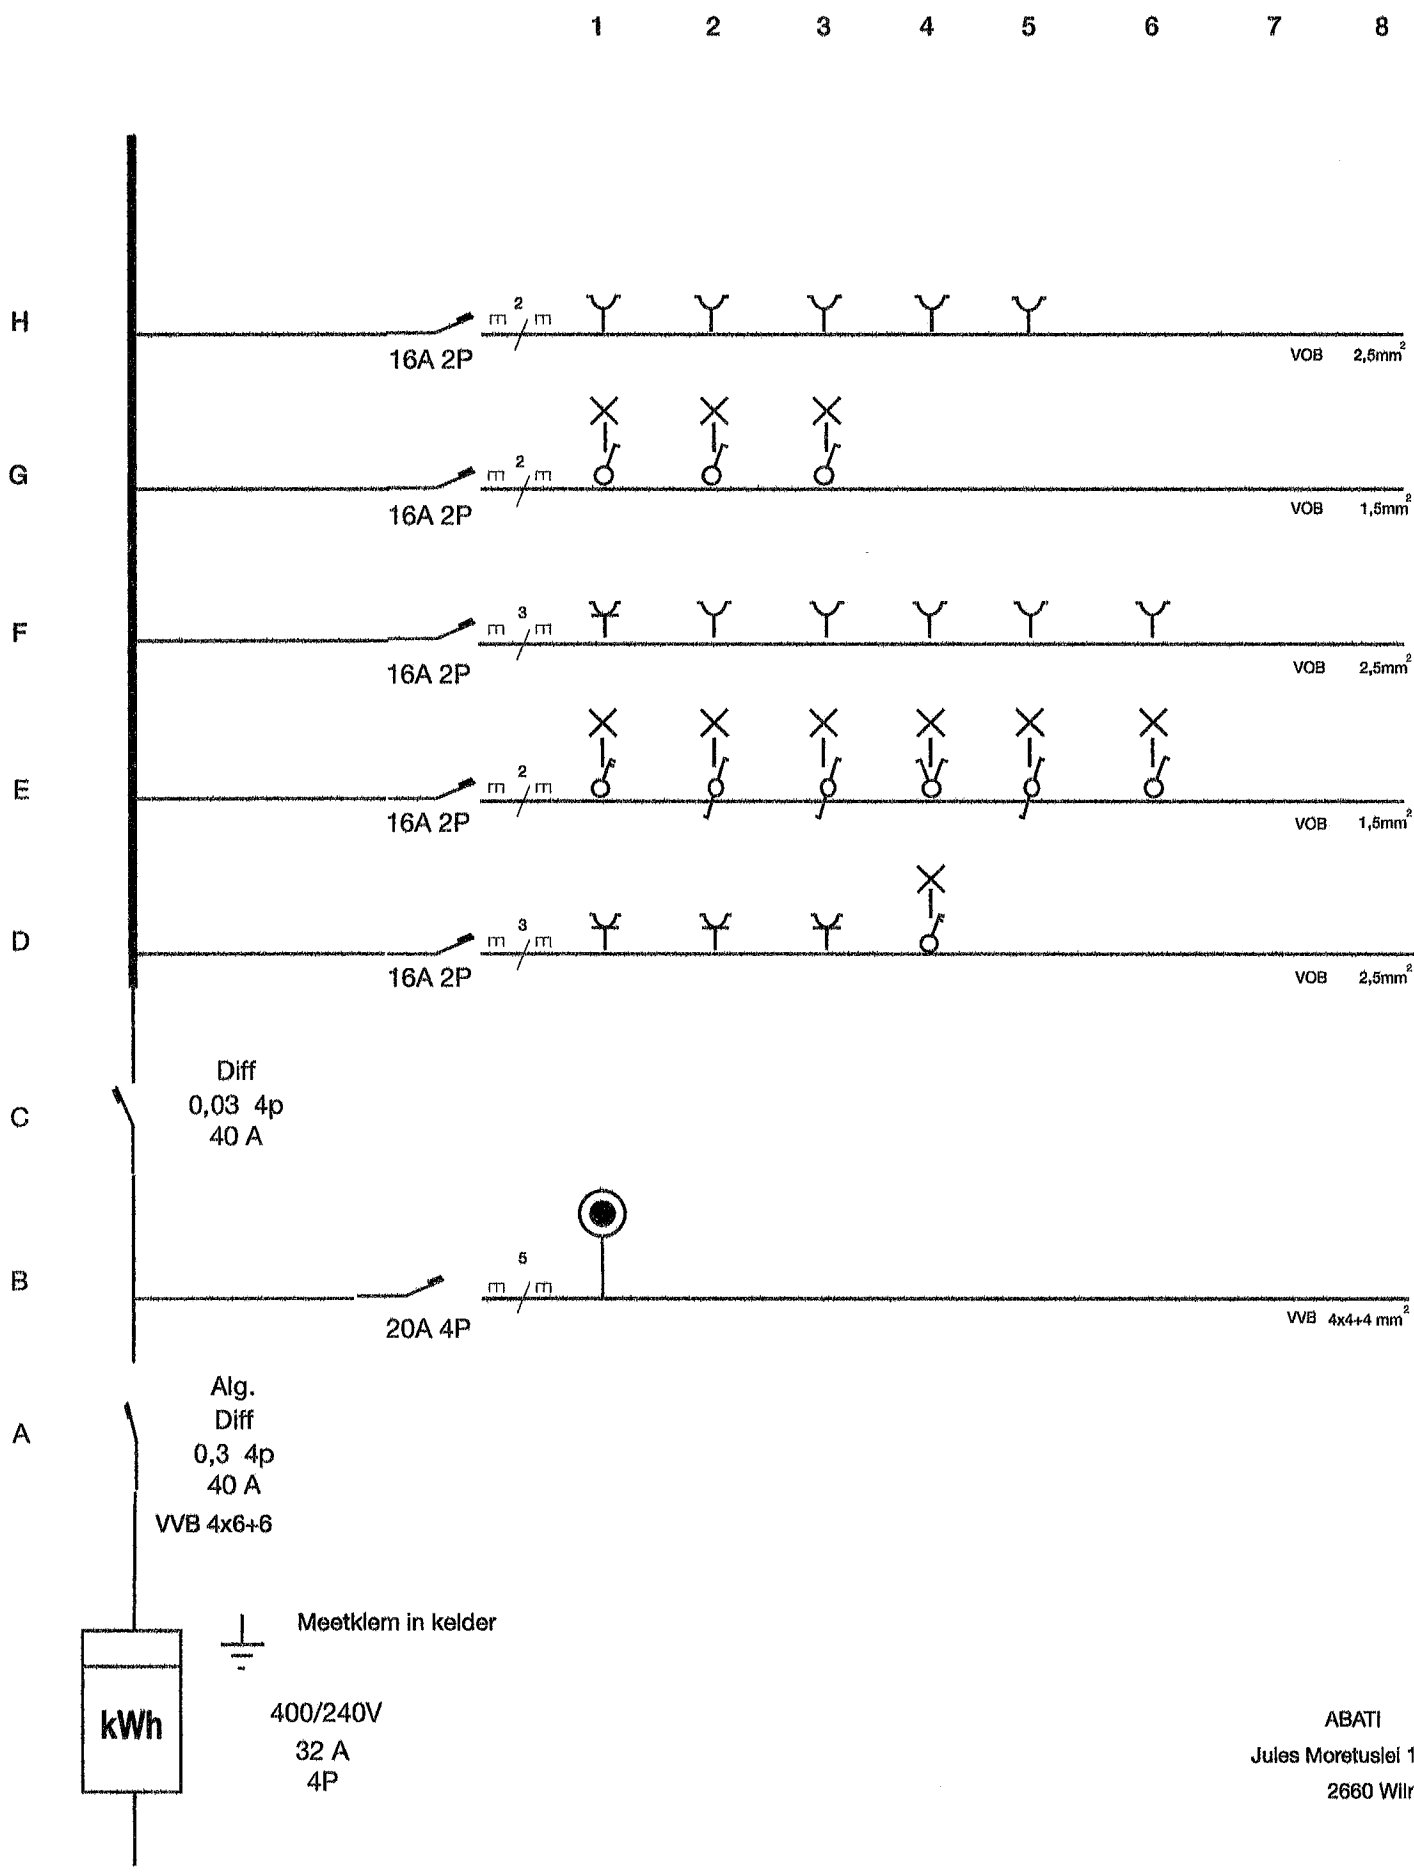 1 2 3 4 5 6 7 8
H 2
16A 2P VOB 2,5mm²
G 2
16A 2P VOB 1,5mm²
F 3
16A 2P VOB 2,5mm²
E 2
16A 2P VOB 1,5mm²
D 3
16A 2P VOB 2,5mm²
Diff
C 0,03 4p
40 A
B 5
20A 4P VVB 4x4+4 mm²
Alg.
Diff
A 0,3 4p
40 A
VVB 4x6+6
Meetklem in kelder
kWh 400/240V
32 A
4P
ABATI
Jules Moretuslei 1
2660 Wilr